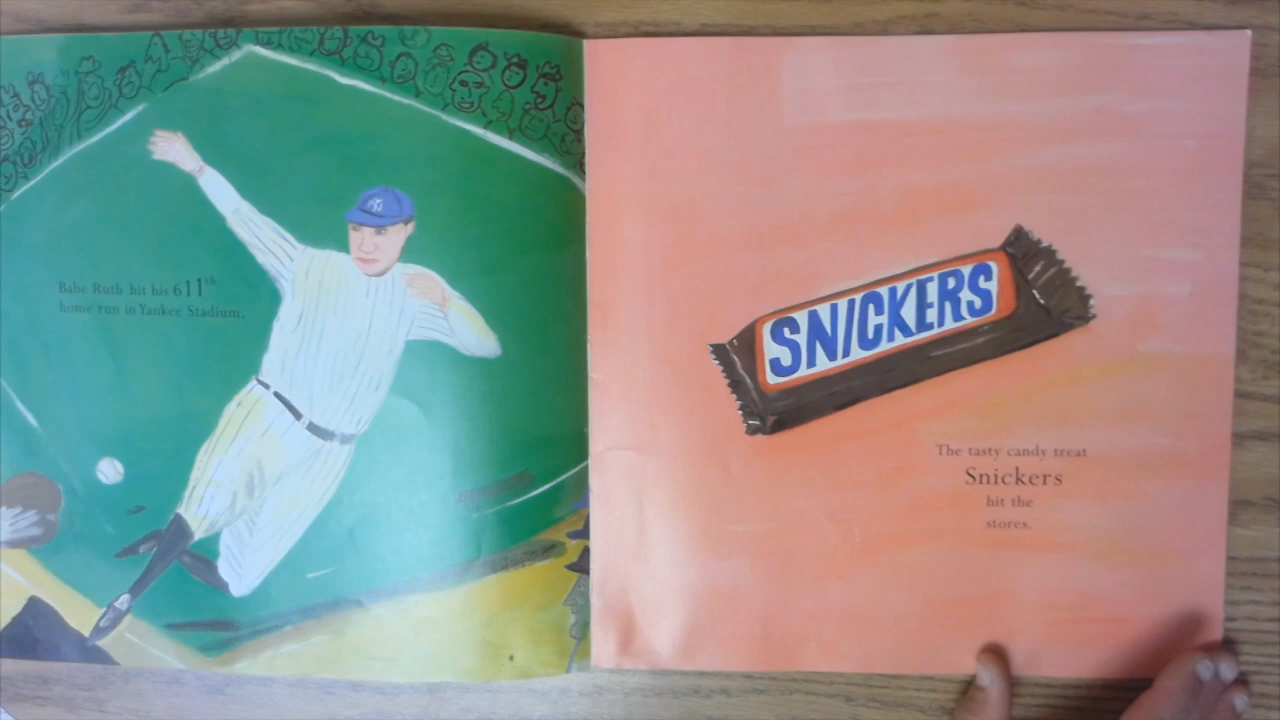 Babe Ruth hit his 611th
home run in Yankee Stadium.
NY
SNICKERS
The tasty candy treat
Snickers
hit the
stores.